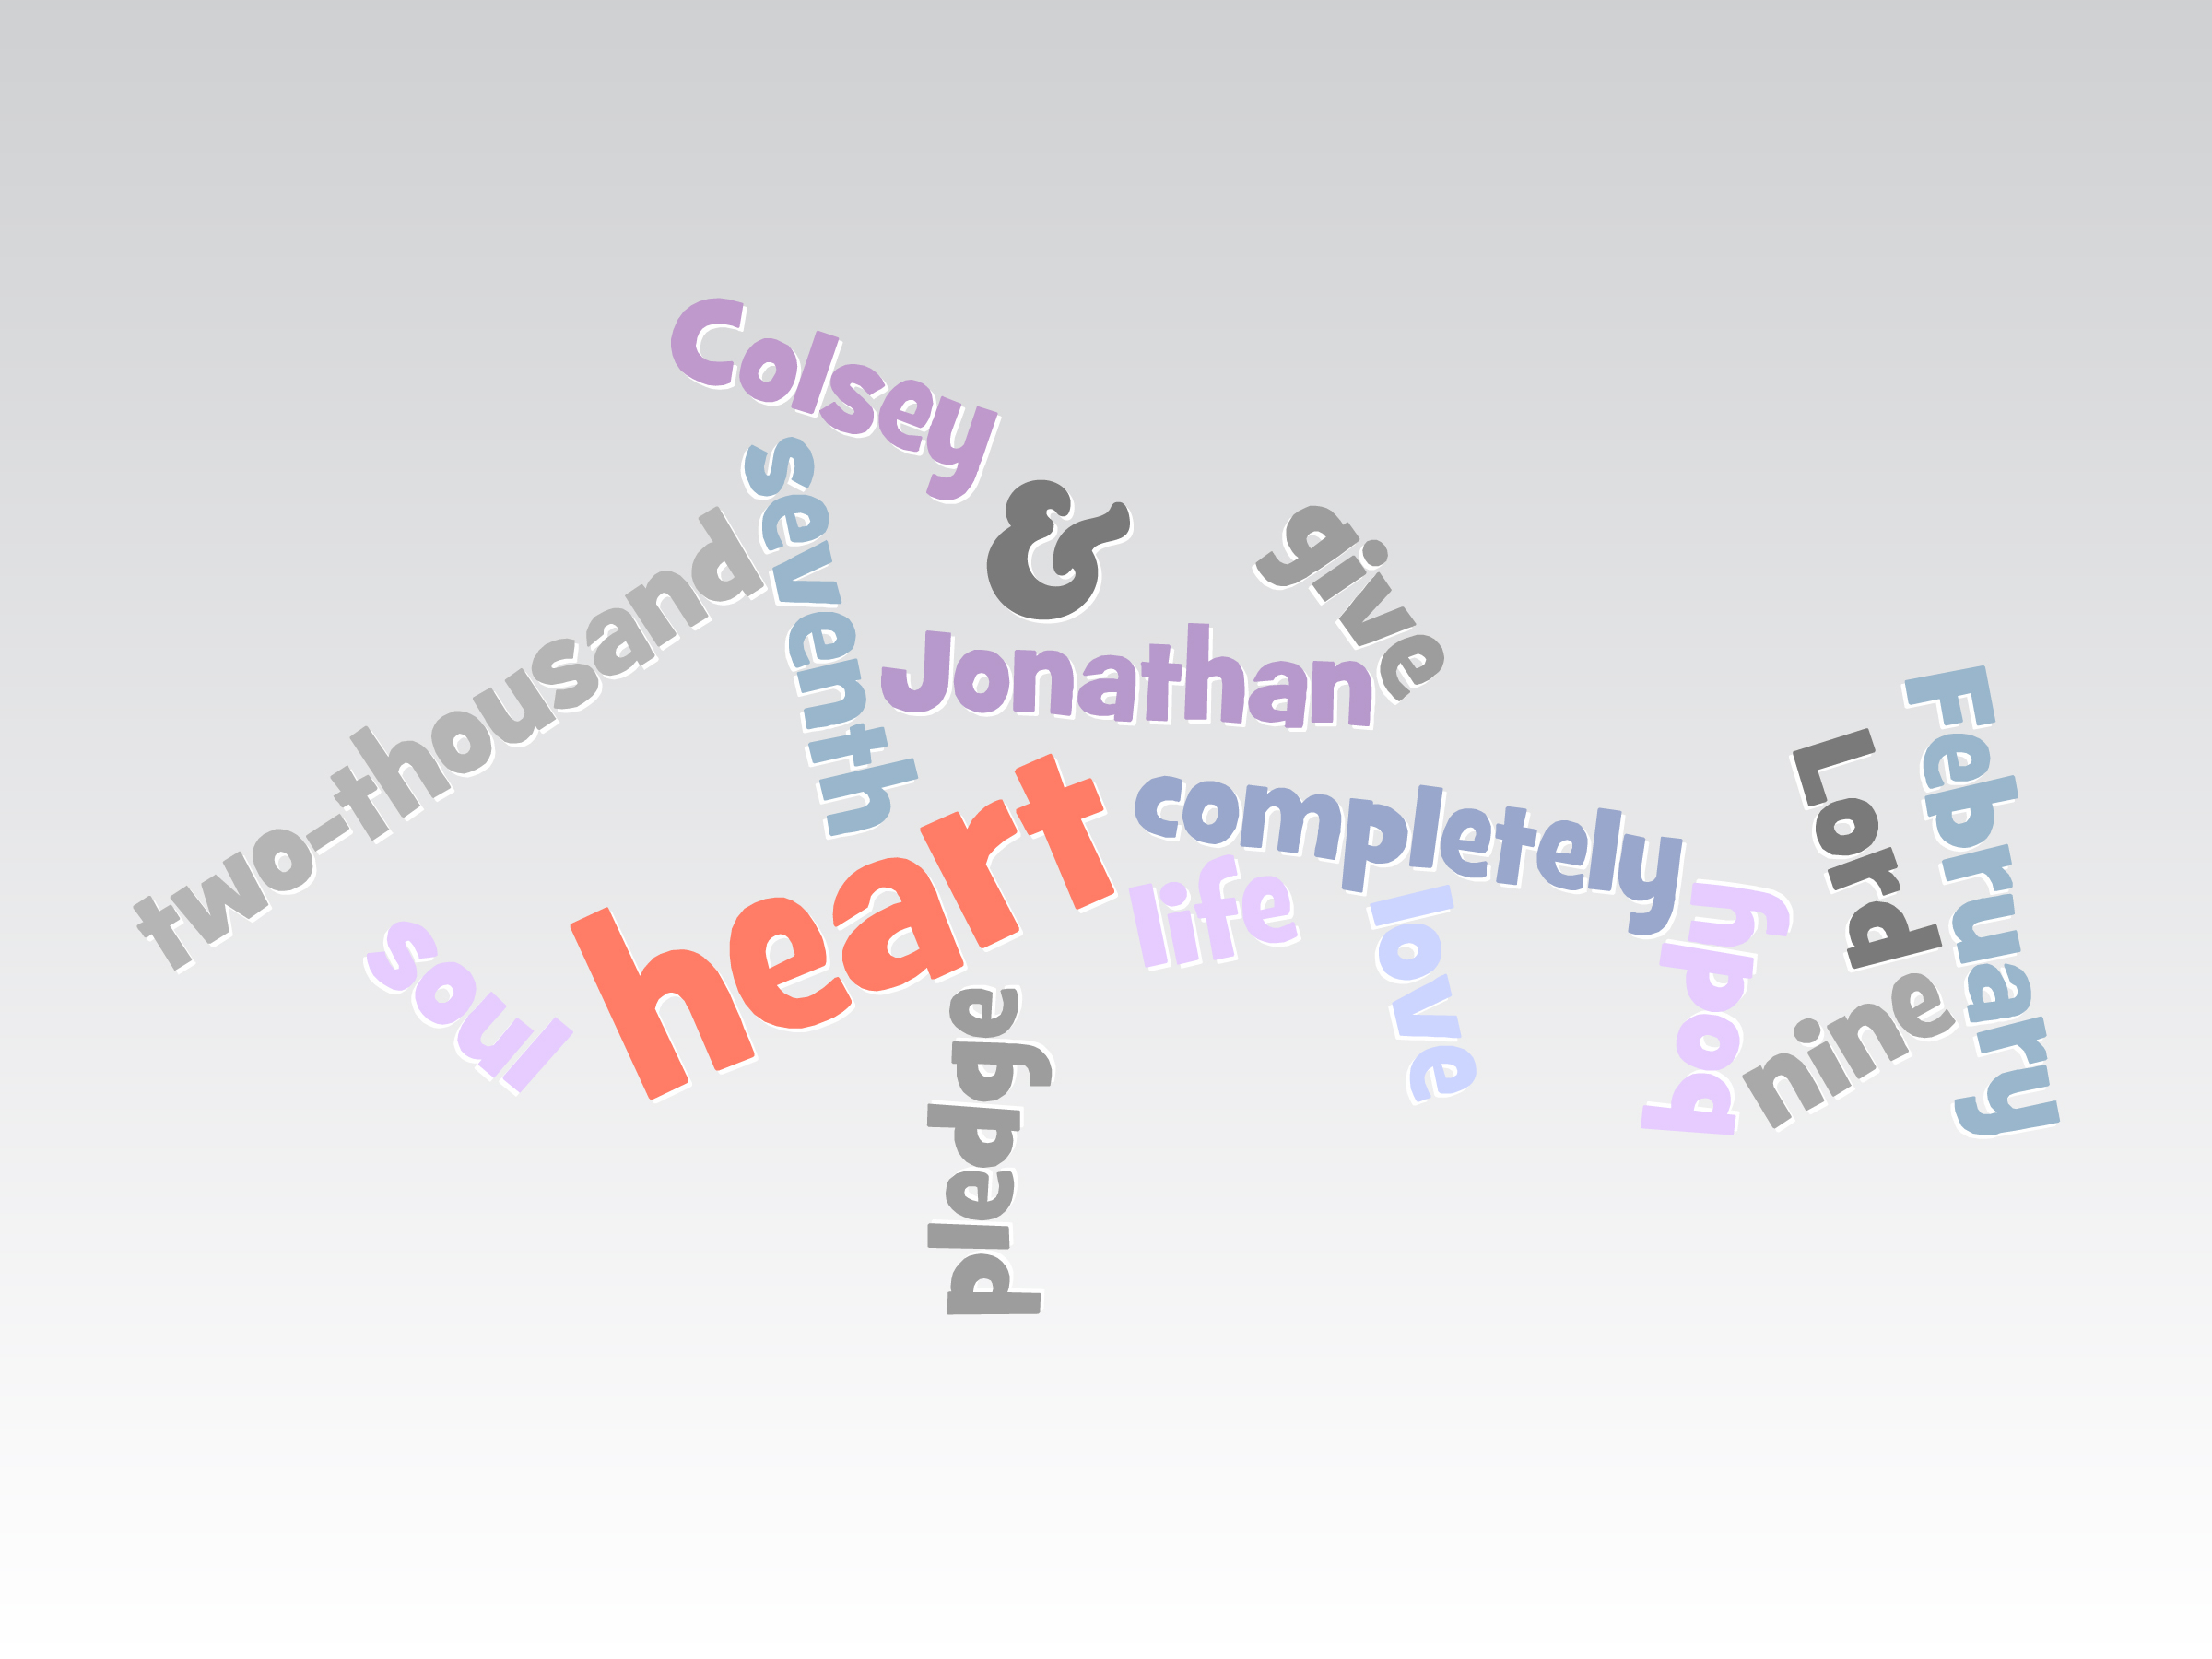 Colsey
seventh
&
give
two-thousand
Jonathan
February
Lord
heart
completely
life
love
body
soul
nine
pledge